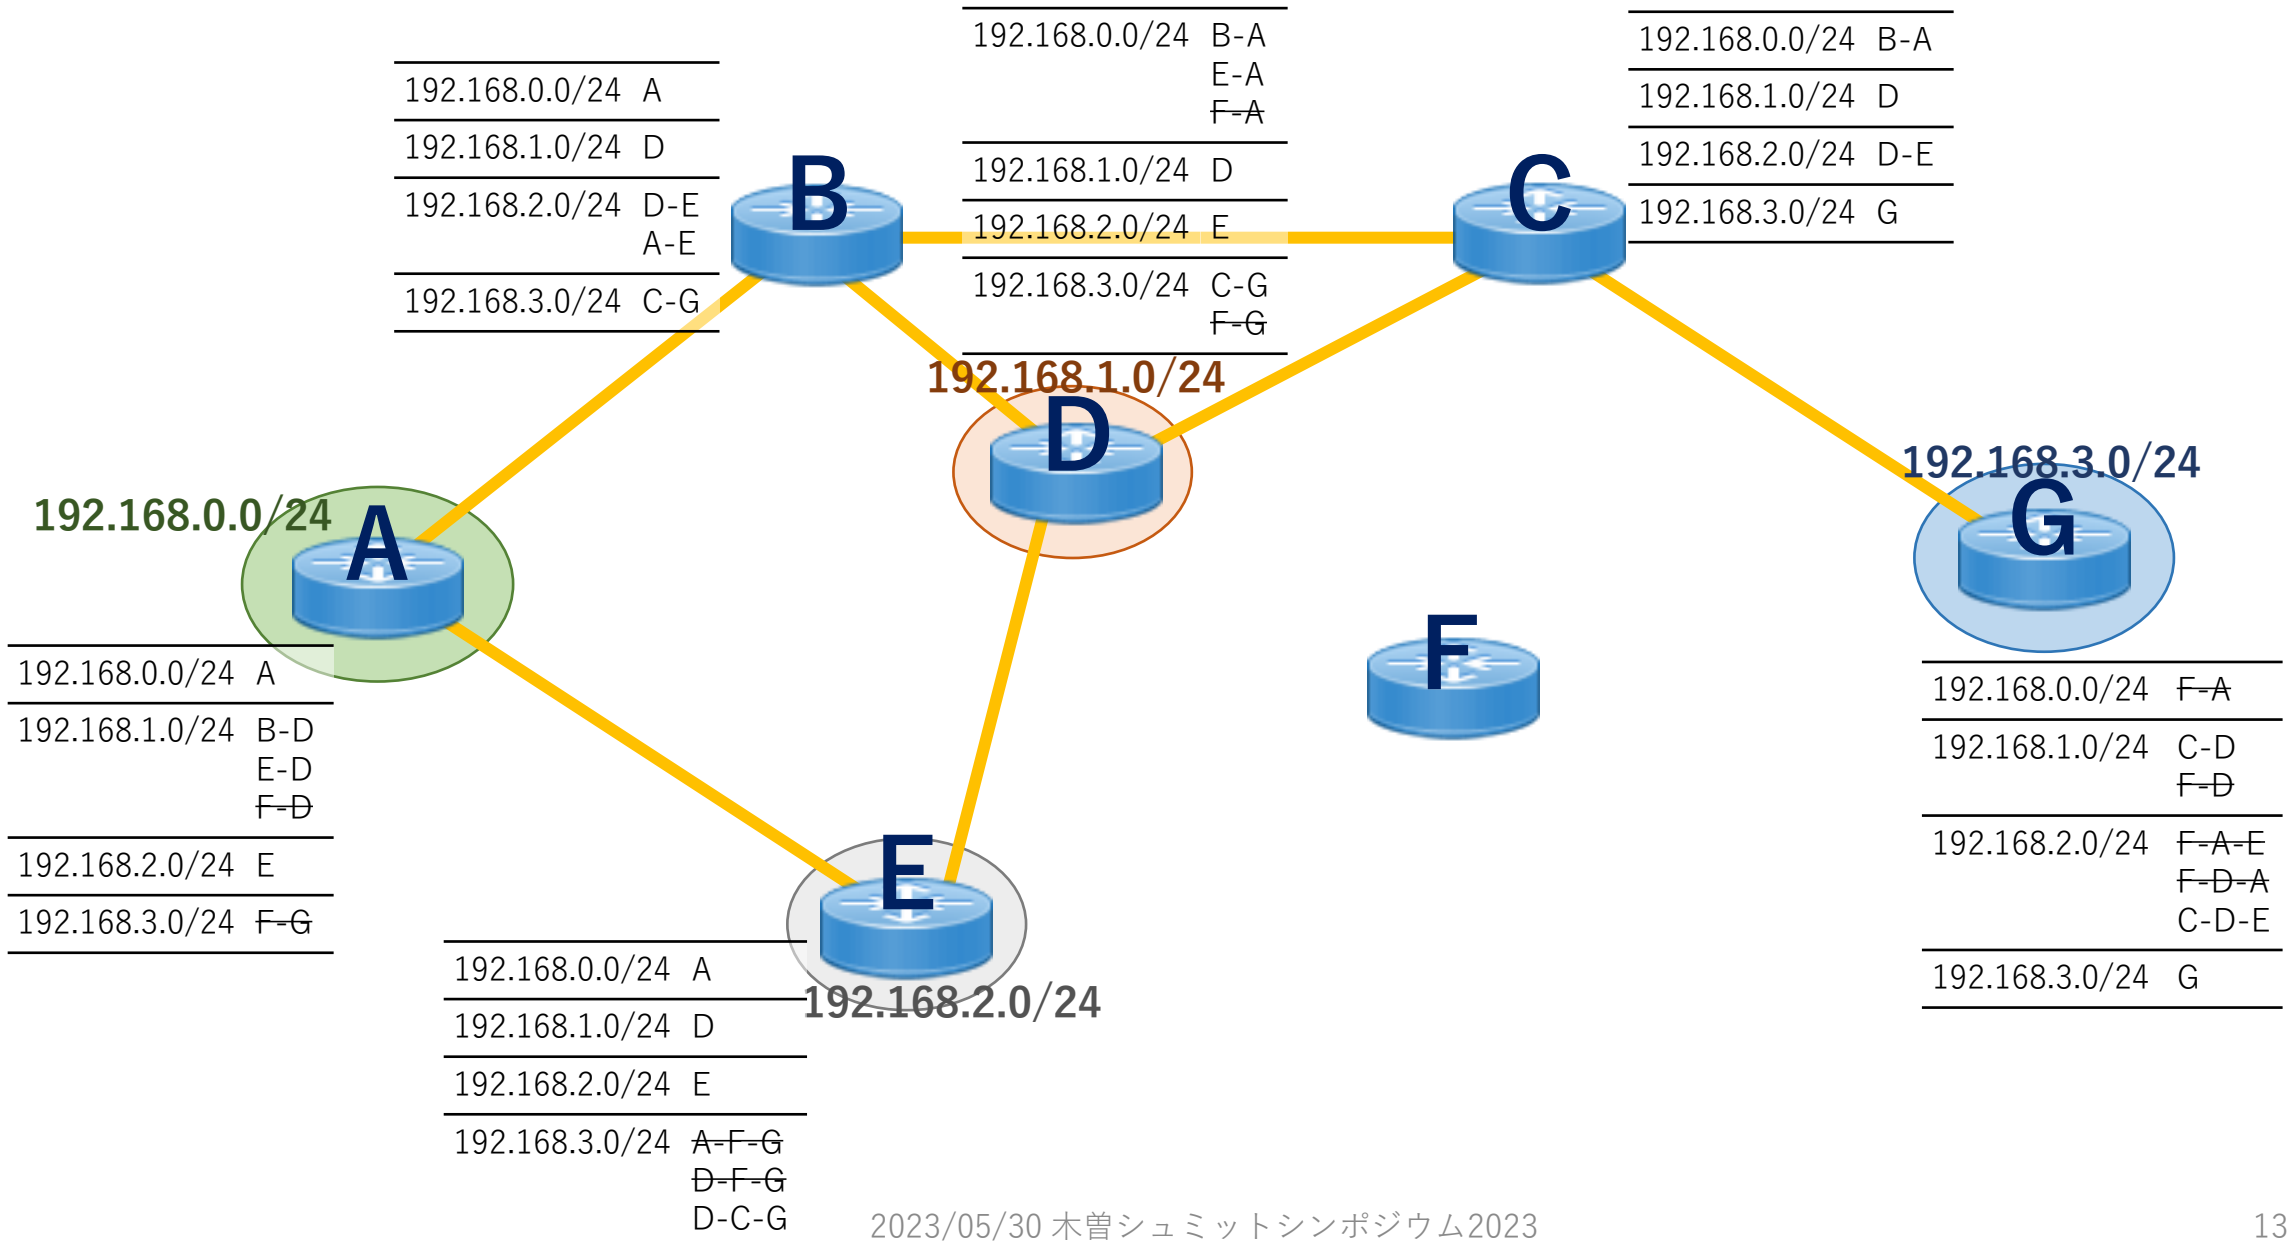 192.168.0.0/24 A
192.168.1.0/24 D
192.168.2.0/24 D-E
A-E
192.168.3.0/24 C-G
B
192.168.0.0/24 B-A
E-A
F-A
192.168.1.0/24 D
192.168.2.0/24 E
192.168.3.0/24 C-G
F-G
192.168.1.0/24
D
192.168.0.0/24 B-A
192.168.1.0/24 D
192.168.2.0/24 D-E
192.168.3.0/24 G
C
192.168.0.0/24
A
192.168.0.0/24 A
192.168.1.0/24 B-D
E-D
F-D
192.168.2.0/24 E
192.168.3.0/24 F-G
192.168.3.0/24
G
F
192.168.0.0/24 F-A
192.168.1.0/24 C-D
F-D
192.168.2.0/24 F-A-E
F-D-A
C-D-E
192.168.3.0/24 G
E
192.168.2.0/24
192.168.0.0/24 A
192.168.1.0/24 D
192.168.2.0/24 E
192.168.3.0/24 A-F-G
D-F-G
D-C-G
2023/05/30 木曽シュミットシンポジウム2023
13